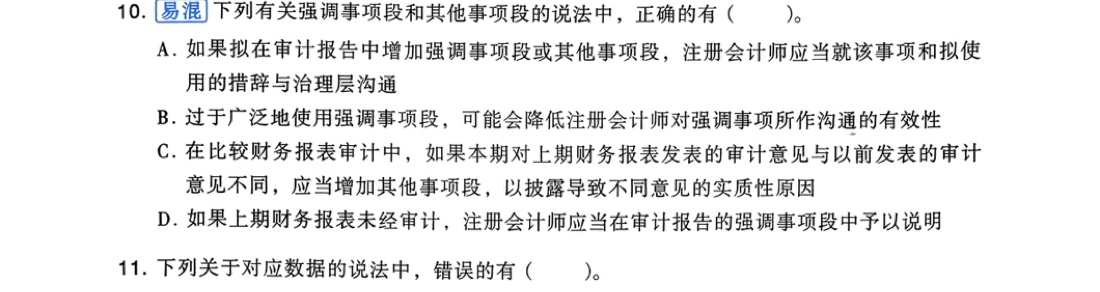 10. 易混 下列有关强调事项段和其他事项段的说法中，正确的有（　　）。
A. 如果拟在审计报告中增加强调事项段或其他事项段，注册会计师应当就该事项和拟使
用的措辞与治理层沟通
B. 过于广泛地使用强调事项段，可能会降低注册会计师对强调事项所作沟通的有效性
C. 在比较财务报表审计中，如果本期对上期财务报表发表的审计意见与以前发表的审计
意见不同，应当增加其他事项段，以披露导致不同意见的实质性原因
D. 如果上期财务报表未经审计，注册会计师应当在审计报告的强调事项段中予以说明
11. 下列关于对应数据的说法中，错误的有（　　）。